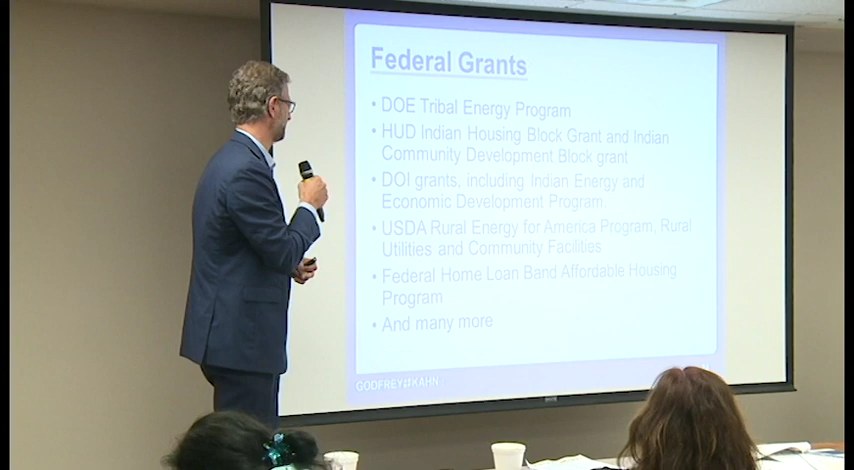 Federal Grants
• DOE Tribal Energy Program
• HUD Indian Housing Block Grant and Indian
Community Development Block grant
• DOI grants, including Indian Energy and
Economic Development Program.
• USDA Rural Energy for America Program, Rural
Utilities and Community Facilities
• Federal Home Loan Band Affordable Housing
Program
• And many more
GODFREY KAHN